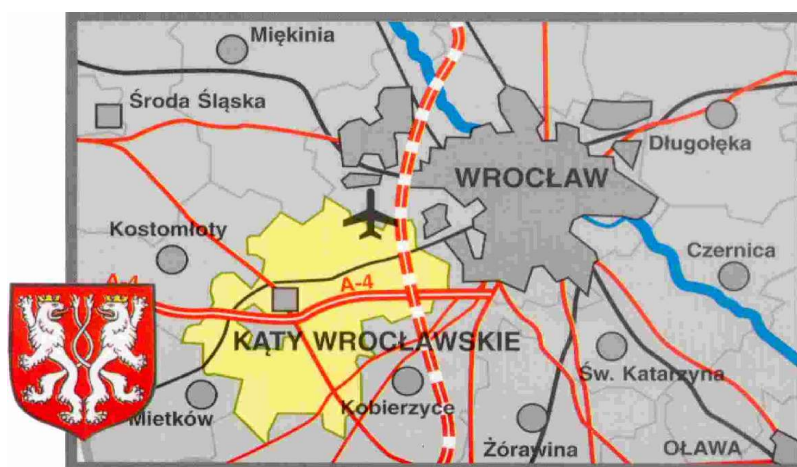 Miękinia
Środa Śląska
Długołęka
WROCŁAW
Kostomłoty
Czernica
A-4
A-4
KĄTY WROCŁAWSKIE
Św. Katarzyna
Mietków
Kobierzyce
Żórawina
OŁAWA